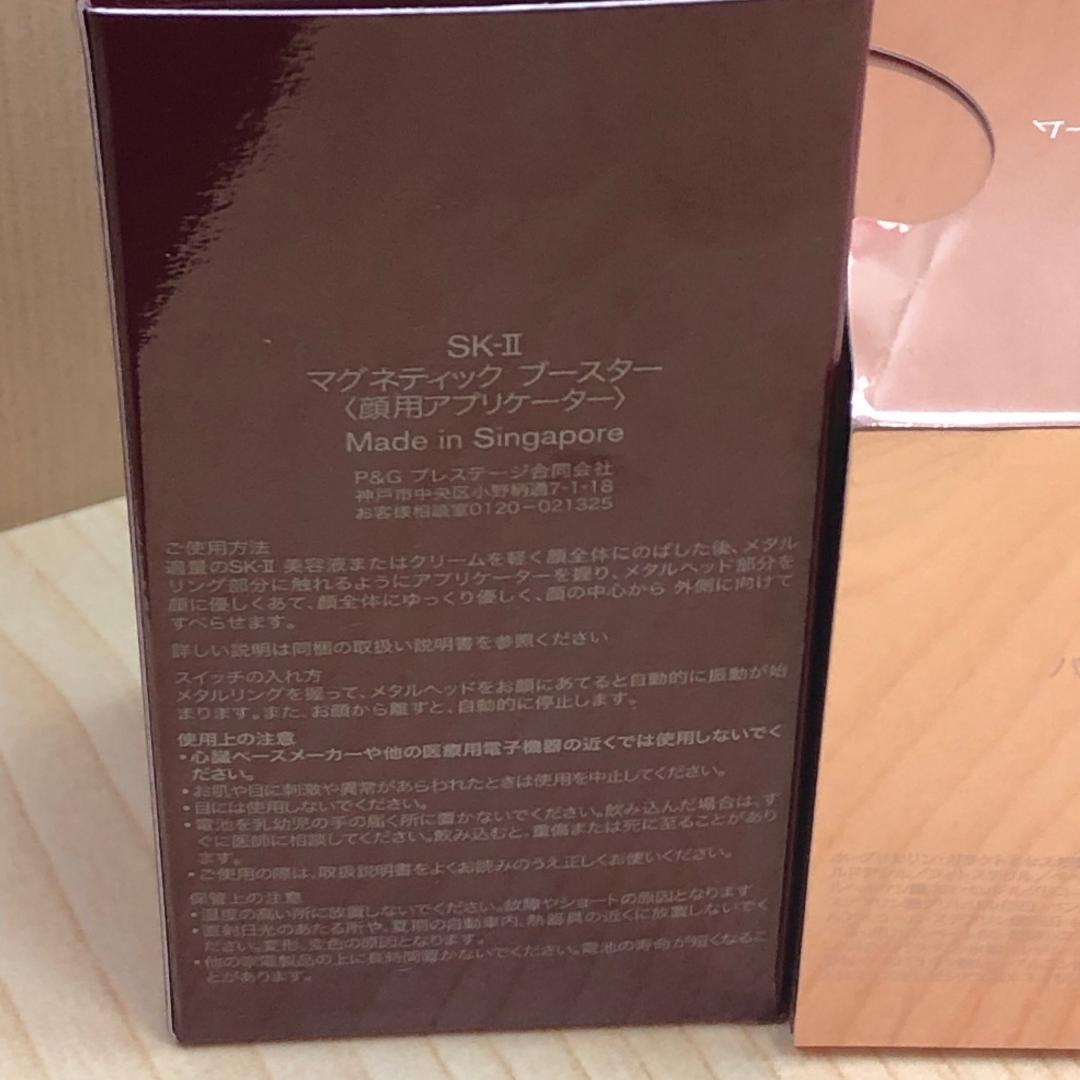 SK-Ⅱ
マグネティック ブースター
〈顔用アプリケーター〉
Made in Singapore
P&G プレステージ合同会社
神戸市中央区小野柄通7-1-18
お客様相談室0120-021325
ご使用方法
適量のSK-Ⅱ 美容液またはクリームを軽く顔全体にのばした後、メタル
リング部分に触れるようにアプリケーターを握り、メタルヘッド部分を
顔に優しくあて、顔全体にゆっくり優しく、顔の中心から 外側に向けて
すべらせます。
詳しい説明は同梱の取扱い説明書を参照ください
スイッチの入れ方
メタルリングを握って、メタルヘッドをお顔にあてると自動的に振動が始
まります。また、お顔から離すと、自動的に停止します。
使用上の注意
・心臓ペースメーカーや他の医療用電子機器の近くでは使用しないでく
ださい。
・お肌や目に刺激や異常があらわれたときは使用を中止してください。
・目には使用しないでください。
・電池を乳幼児の手の届く所に置かないでください。飲み込んだ場合は、す
ぐに医師に相談してください。飲み込むと、重傷または死に至ることがあり
ます。
・ご使用の際は、取扱説明書をよくお読みのうえ正しくお使いください。
保管上の注意
・温度の高い所に放置しないでください。故障やショートの原因となります
・直射日光のあたる所や、夏期の自動車内、熱器具の近くに放置しないでく
ださい。変形、変色の原因となります。
・他の家電製品の上に長時間置かないでください。電池の寿命が短くなるこ
とがあります。
ワー